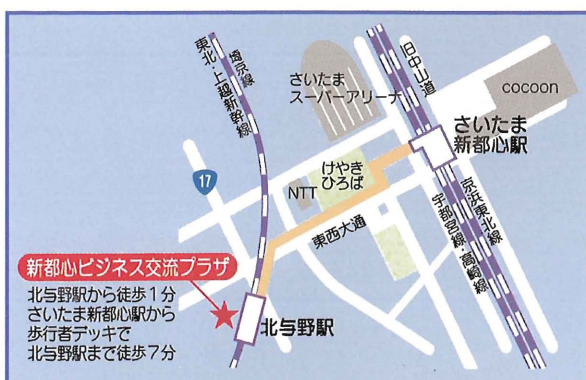 東北・上越新幹線
埼京線
さいたま
スーパーアリーナ
旧中山道
cocoon
さいたま
新都心駅
けやき
ひろば
NTT
17
東西大通
宇都宮線・高崎線
京浜東北線
新都心ビジネス交流プラザ
北与野駅から徒歩1分
さいたま新都心駅から
歩行者デッキで
北与野駅まで徒歩7分
北与野駅